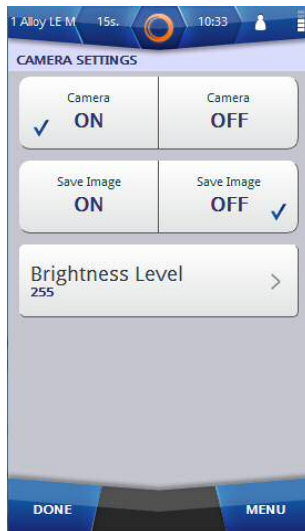 1 Alloy LE M 15s. 10:33
CAMERA SETTINGS
Camera Camera
ON OFF
Save Image Save Image
ON OFF
Brightness Level
255
DONE MENU